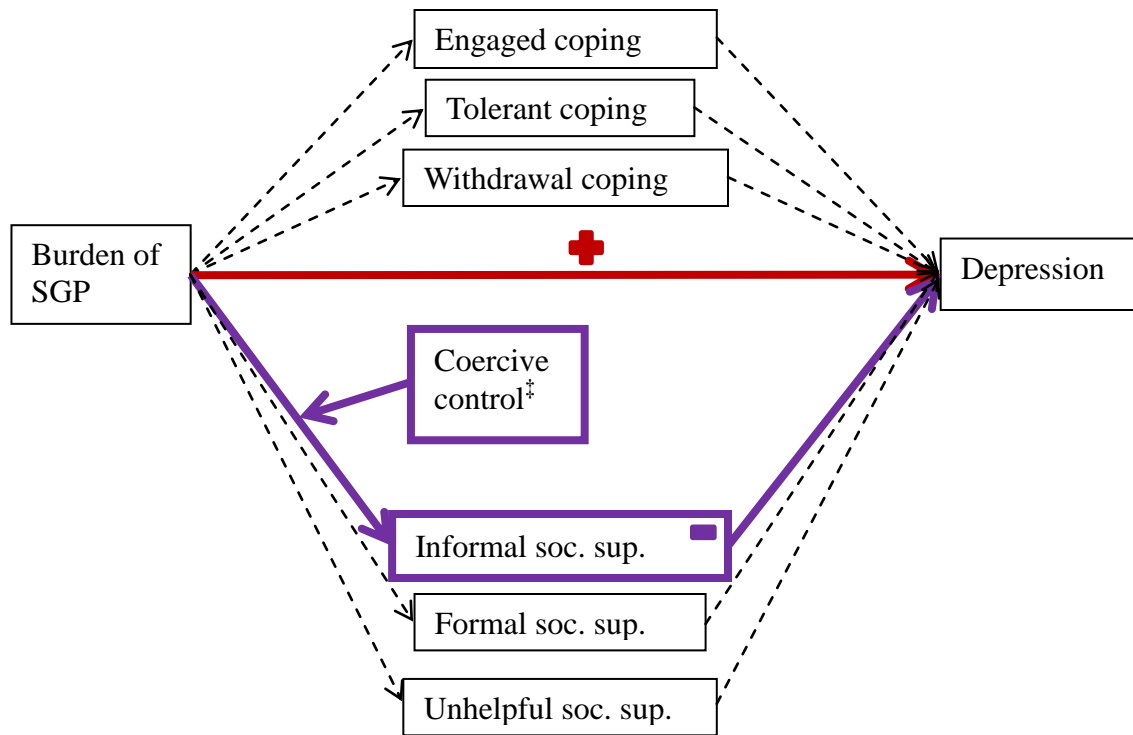 Engaged coping
Tolerant coping
Withdrawal coping
Burden of
SGP
Depression
Coercive
control‡
Informal soc. sup.
Formal soc. sup.
Unhelpful soc. sup.